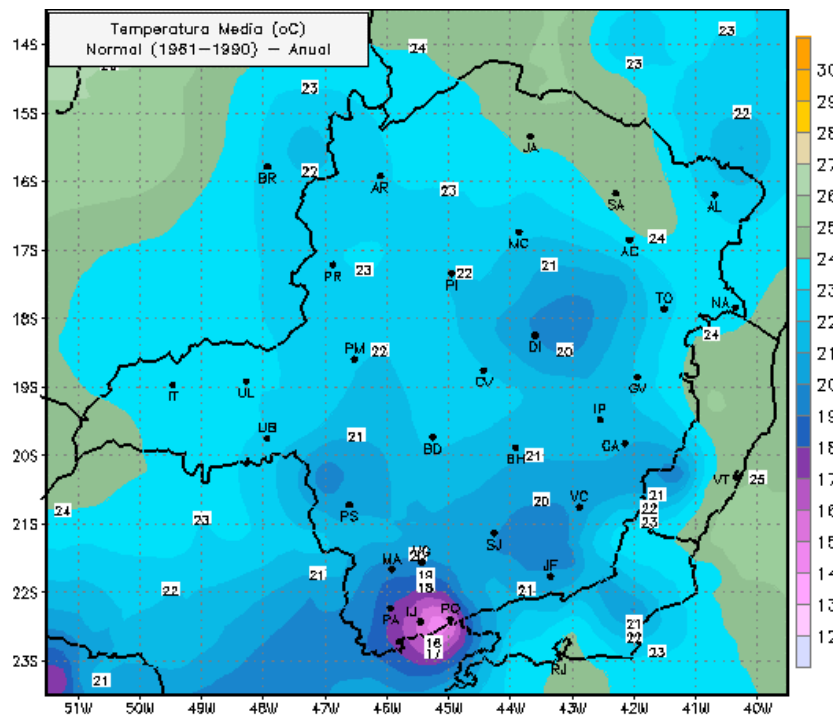 Temperatura Media (oC)
Normal (1961–1990) – Anual
14S
15S
16S
17S
18S
19S
20S
21S
22S
23S
51W
50W
49W
48W
47W
46W
45W
44W
43W
42W
41W
40W
30
29
28
27
26
25
24
23
22
21
20
19
18
17
16
15
14
13
12
24
23
23
23
22
22
23
24
23
22
21
22
20
24
21
21
20
25
21
22
23
24
23
22
21
19
18
21
16
17
21
22
23
21
JA
BR
AR
SA
AL
MC
AC
PR
PI
TO
NA
DI
PM
CV
GV
IT
UL
UB
IP
BD
BH
CA
VT
PS
VC
SJ
MA
VG
JF
PA
IJ
PQ
RJ